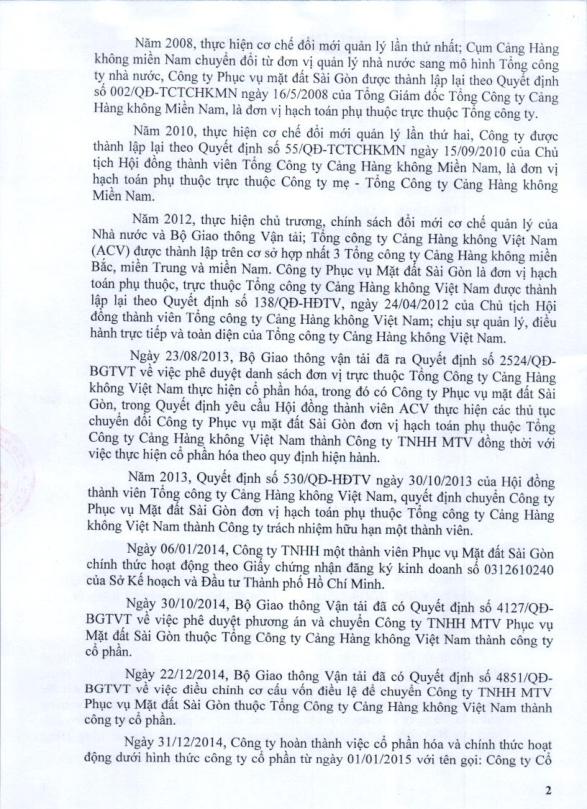 Năm 2008, thực hiện cơ chế đổi mới quản lý lần thứ nhất; Cụm Cảng Hàng
không miền Nam chuyển đổi từ đơn vị quản lý nhà nước sang mô hình Tổng công
ty nhà nước, Công ty Phục vụ mặt đất Sài Gòn được thành lập lại theo Quyết định
số 002/QĐ-TCTCHKMN ngày 16/5/2008 của Tổng Giám đốc Tổng Công ty Cảng
Hàng không Miền Nam, là đơn vị hạch toán phụ thuộc trực thuộc Tổng công ty.
Năm 2010, thực hiện cơ chế đổi mới quản lý lần thứ hai, Công ty được
thành lập lại theo Quyết định số 55/QĐ-TCTCHKMN ngày 15/09/2010 của Chủ
tịch Hội đồng thành viên Tổng Công ty Cảng Hàng không Miền Nam, là đơn vị
hạch toán phụ thuộc trực thuộc Công ty mẹ - Tổng Công ty Cảng Hàng không
Miền Nam.
Năm 2012, thực hiện chủ trương, chính sách đổi mới cơ chế quản lý của
Nhà nước và Bộ Giao thông Vận tải; Tổng công ty Cảng Hàng không Việt Nam
(ACV) được thành lập trên cơ sở hợp nhất 3 Tổng công ty Cảng Hàng không miền
Bắc, miền Trung và miền Nam. Công ty Phục vụ Mặt đất Sài Gòn là đơn vị hạch
toán phụ thuộc, trực thuộc Tổng công ty Cảng Hàng không Việt Nam được thành
lập lại theo Quyết định số 138/QĐ-HĐTV, ngày 24/04/2012 của Chủ tịch Hội
đồng thành viên Tổng công ty Cảng Hàng không Việt Nam; chịu sự quản lý, điều
hành trực tiếp và toàn diện của Tổng công ty Cảng Hàng không Việt Nam.
Ngày 23/08/2013, Bộ Giao thông vận tải đã ra Quyết định số 2524/QĐ-
BGTVT về việc phê duyệt danh sách đơn vị trực thuộc Tổng Công ty Cảng Hàng
không Việt Nam thực hiện cổ phần hóa, trong đó có Công ty Phục vụ mặt đất Sài
Gòn, trong Quyết định yêu cầu Hội đồng thành viên ACV thực hiện các thủ tục
chuyển đổi Công ty Phục vụ mặt đất Sài Gòn đơn vị hạch toán phụ thuộc Tổng
Công ty Cảng Hàng không Việt Nam thành Công ty TNHH MTV đồng thời với
việc thực hiện cổ phần hóa theo quy định hiện hành.
Năm 2013, Quyết định số 530/QĐ-HĐTV ngày 30/10/2013 của Hội đồng
thành viên Tổng công ty Cảng Hàng không Việt Nam, quyết định chuyển Công ty
Phục vụ Mặt đất Sài Gòn đơn vị hạch toán phụ thuộc Tổng công ty Cảng Hàng
không Việt Nam thành Công ty trách nhiệm hữu hạn một thành viên.
Ngày 06/01/2014, Công ty TNHH một thành viên Phục vụ Mặt đất Sài Gòn
chính thức hoạt động theo Giấy chứng nhận đăng ký kinh doanh số 0312610240
của Sở Kế hoạch và Đầu tư Thành phố Hồ Chí Minh.
Ngày 30/10/2014, Bộ Giao thông Vận tải đã có Quyết định số 4127/QĐ-
BGTVT về việc phê duyệt phương án và chuyển Công ty TNHH MTV Phục vụ
Mặt đất Sài Gòn thuộc Tổng Công ty Cảng Hàng không Việt Nam thành công ty
cổ phần.
Ngày 22/12/2014, Bộ Giao thông Vận tải đã có Quyết định số 4851/QĐ-
BGTVT về việc điều chỉnh cơ cấu vốn điều lệ để chuyển Công ty TNHH MTV
Phục vụ Mặt đất Sài Gòn thuộc Tổng Công ty Cảng Hàng không Việt Nam thành
công ty cổ phần.
Ngày 31/12/2014, Công ty hoàn thành việc cổ phần hóa và chính thức hoạt
động dưới hình thức công ty cổ phần từ ngày 01/01/2015 với tên gọi: Công ty Cổ
2